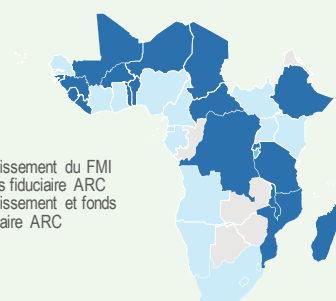 issement du FMI
s fiduciaire ARC
issement et fonds
aire ARC